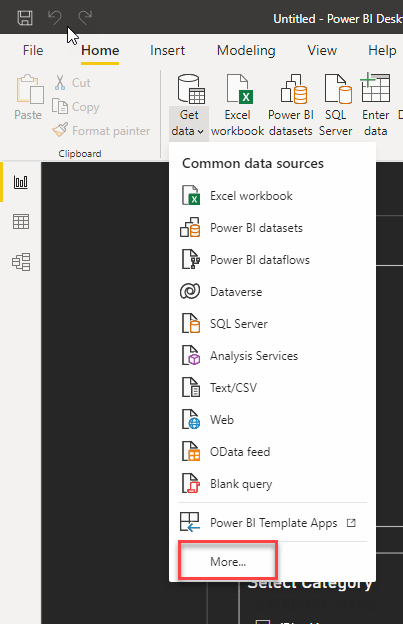 Untitled - Power BI Deskt
File Home Insert Modeling View Help
Paste
Cut
Copy
Format painter
Clipboard
Get data
Excel workbook
Power BI datasets
SQL Server
Enter data
Common data sources
Excel workbook
Power BI datasets
Power BI dataflows
Dataverse
SQL Server
Analysis Services
Text/CSV
Web
OData feed
Blank query
Power BI Template Apps
More...
Select Category